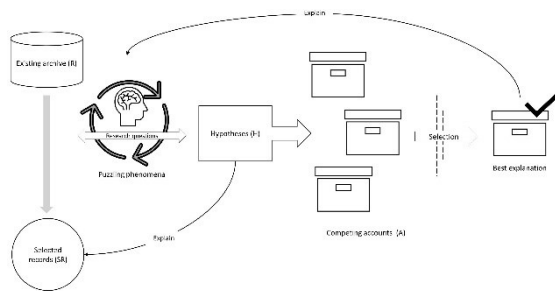 Explain
Existing archive (R)
Research questions
Hypotheses (H)
Selection
Puzzling phenomena
Best explanation
Explain
Competing accounts (A)
Selected
records (SR)